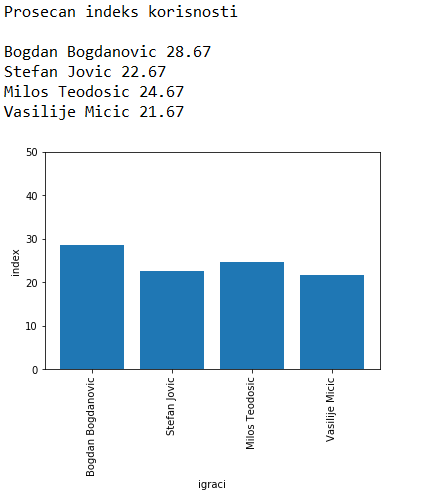 Prosecan indeks korisnosti
Bogdan Bogdanovic 28.67
Stefan Jovic 22.67
Milos Teodosic 24.67
Vasilije Micic 21.67
50
40
30
20
10
0
index
Bogdan Bogdanovic
Stefan Jovic
Milos Teodosic
Vasilije Micic
igraci